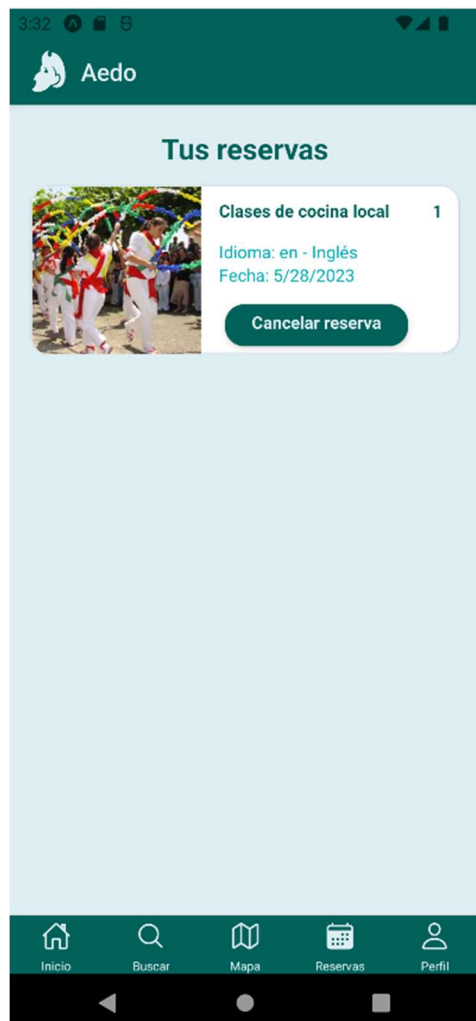 3:32
Aedo
Tus reservas
Clases de cocina local 1
Idioma: en - Inglés
Fecha: 5/28/2023
Cancelar reserva
Inicio Buscar Mapa Reservas Perfil